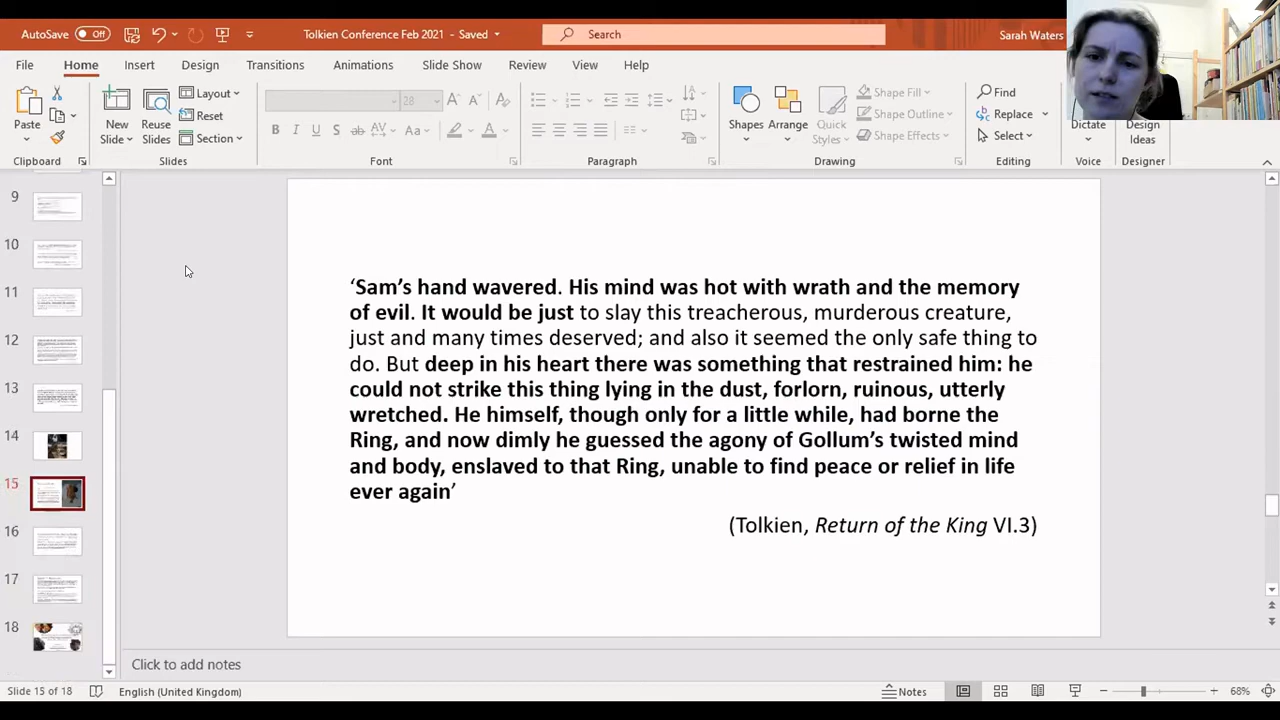 AutoSave Off Tolkien Conference Feb 2021 - Saved Search Sarah Waters
File Home Insert Design Transitions Animations Slide Show Review View Help
Paste New Slide Reuse Slides Layout Reset Section 28 Shapes Arrange Quick Styles Shape Fill Shape Outline Shape Effects Find Replace Select Dictate Design Ideas
Clipboard Slides Font Paragraph Drawing Editing Voice Designer
9
10
11
12
13
14
15
16
17
18
‘Sam’s hand wavered. His mind was hot with wrath and the memory
of evil. It would be just to slay this treacherous, murderous creature,
just and many times deserved; and also it seemed the only safe thing to
do. But deep in his heart there was something that restrained him: he
could not strike this thing lying in the dust, forlorn, ruinous, utterly
wretched. He himself, though only for a little while, had borne the
Ring, and now dimly he guessed the agony of Gollum’s twisted mind
and body, enslaved to that Ring, unable to find peace or relief in life
ever again’
(Tolkien, Return of the King VI.3)
Click to add notes
Slide 15 of 18 English (United Kingdom) Notes 68%